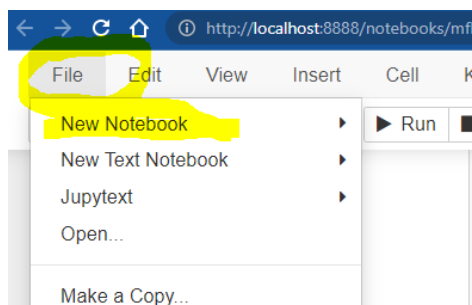 http://localhost:8888/notebooks/mf
File Edit View Insert Cell
New Notebook
Run
New Text Notebook
Jupytext
Open...
Make a Copy...